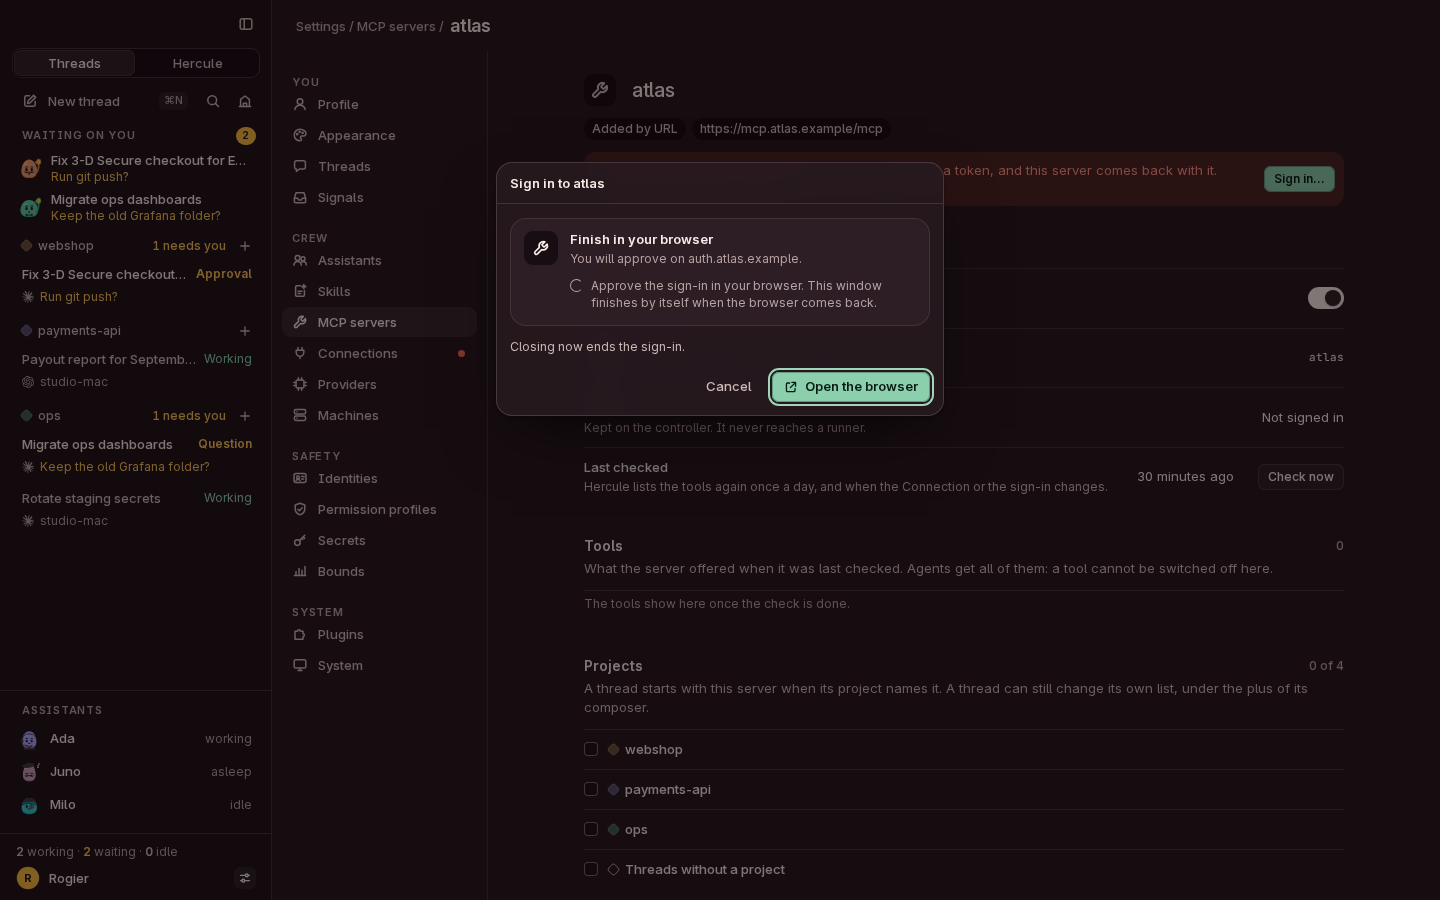 Settings / MCP servers / atlas
Threads
Hercule
New thread
⌘N
WAITING ON YOU
2
Fix 3-D Secure checkout for E...
Run git push?
Migrate ops dashboards
Keep the old Grafana folder?
webshop
1 needs you
Fix 3-D Secure checkout...
Approval
Run git push?
payments-api
Payout report for Septemb...
Working
studio-mac
ops
1 needs you
Migrate ops dashboards
Question
Keep the old Grafana folder?
Rotate staging secrets
Working
studio-mac
ASSISTANTS
Ada
working
Juno
asleep
Milo
idle
2 working · 2 waiting · 0 idle
R
Rogier
YOU
Profile
Appearance
Threads
Signals
CREW
Assistants
Skills
MCP servers
Connections
Providers
Machines
SAFETY
Identities
Permission profiles
Secrets
Bounds
SYSTEM
Plugins
System
atlas
Added by URL
https://mcp.atlas.example/mcp
a token, and this server comes back with it.
Sign in...
Sign in to atlas
Finish in your browser
You will approve on auth.atlas.example.
Approve the sign-in in your browser. This window
finishes by itself when the browser comes back.
Closing now ends the sign-in.
Cancel
Open the browser
atlas
Not signed in
Kept on the controller. It never reaches a runner.
Last checked
Hercule lists the tools again once a day, and when the Connection or the sign-in changes.
30 minutes ago
Check now
Tools
0
What the server offered when it was last checked. Agents get all of them: a tool cannot be switched off here.
The tools show here once the check is done.
Projects
0 of 4
A thread starts with this server when its project names it. A thread can still change its own list, under the plus of its
composer.
webshop
payments-api
ops
Threads without a project